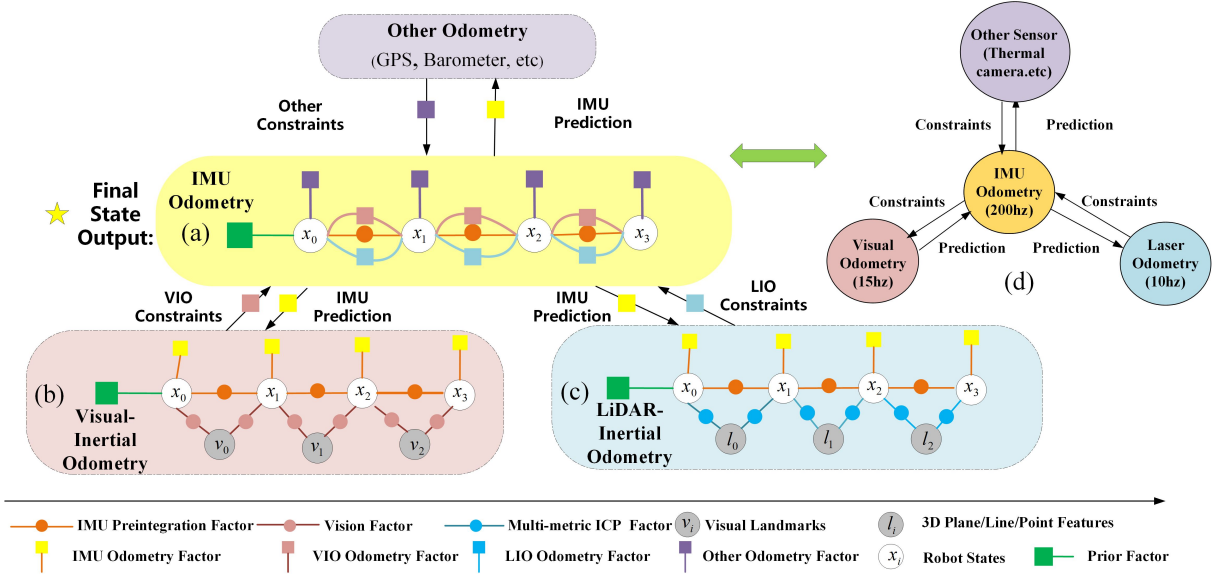 Other Odometry
(GPS, Barometer, etc)
Other
Constraints
IMU
Prediction
Final
State
Output:
IMU
Odometry
(a)
x0
x1
x2
x3
VIO
Constraints
IMU
Prediction
IMU
Prediction
LIO
Constraints
(b)
Visual-
Inertial
Odometry
x0
x1
x2
x3
v0
v1
v2
(c)
LiDAR-
Inertial
Odometry
x0
x1
x2
x3
l0
l1
l2
Other Sensor
(Thermal
camera.etc)
Constraints
Prediction
IMU
Odometry
(200hz)
Constraints
Prediction
Constraints
Prediction
Visual
Odometry
(15hz)
(d)
Laser
Odometry
(10hz)
IMU Preintegration Factor
Vision Factor
Multi-metric ICP Factor
vi Visual Landmarks
li 3D Plane/Line/Point Features
IMU Odometry Factor
VIO Odometry Factor
LIO Odometry Factor
Other Odometry Factor
xi Robot States
Prior Factor